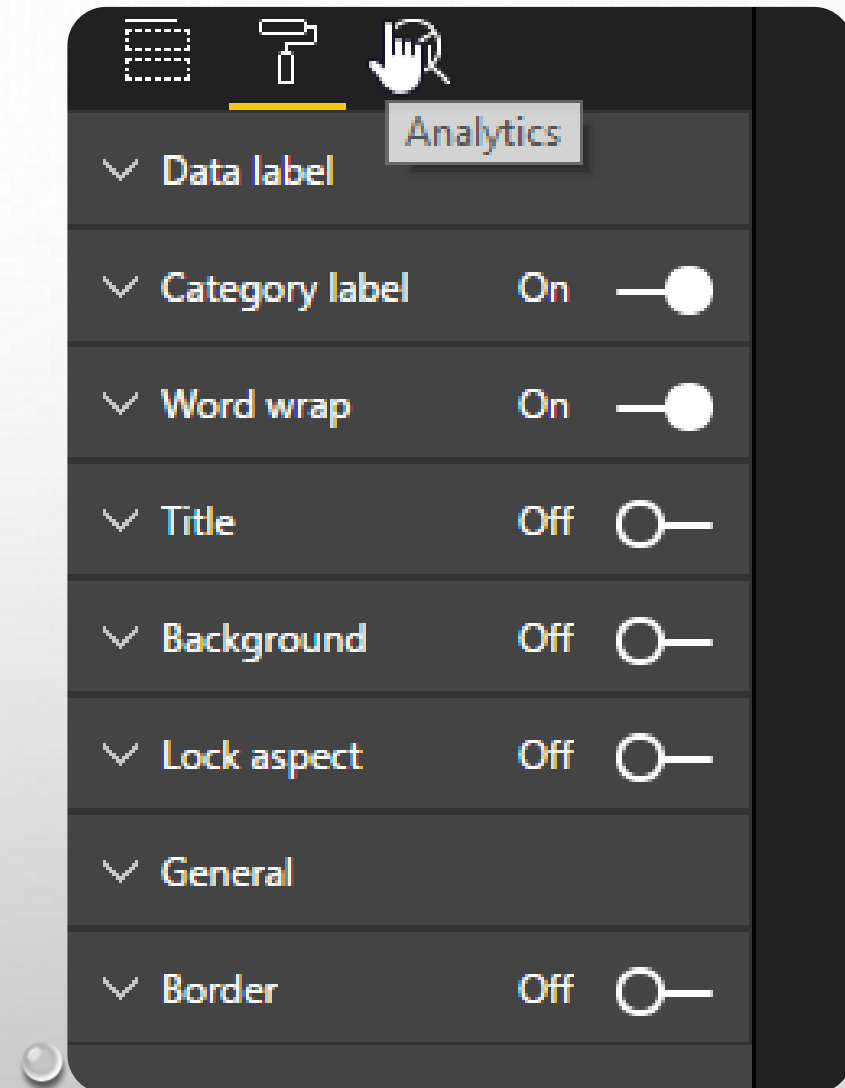 Analytics
Data label
Category label On
Word wrap On
Title Off
Background Off
Lock aspect Off
General
Border Off